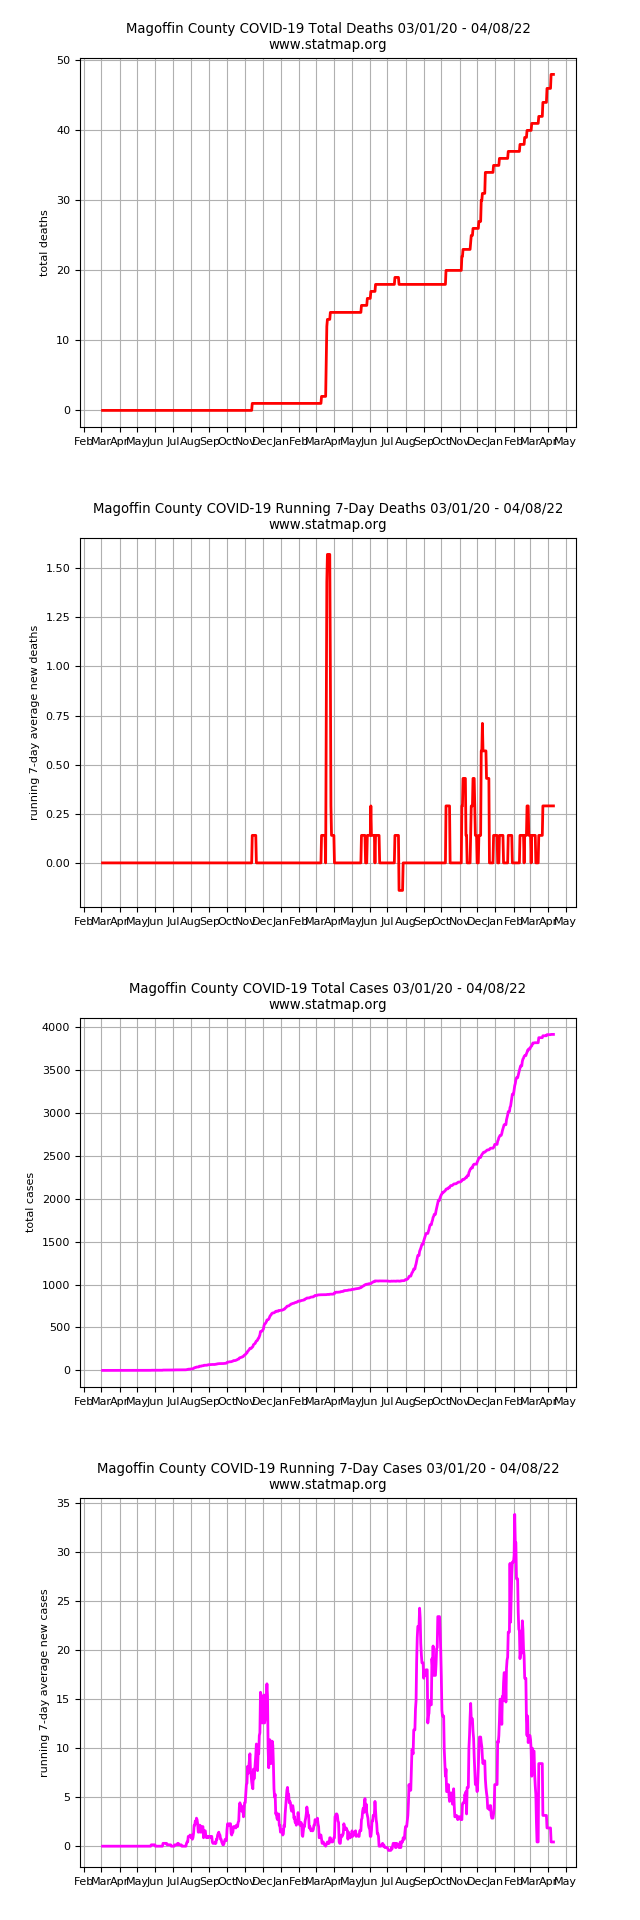 Magoffin County COVID-19 Total Deaths 03/01/20 - 04/08/22
www.statmap.org
50
40
30
20
10
0
total deaths
Feb Mar Apr May Jun Jul Aug Sep Oct Nov Dec Jan Feb Mar Apr May Jun Jul Aug Sep Oct Nov Dec Jan Feb Mar Apr May
Magoffin County COVID-19 Running 7-Day Deaths 03/01/20 - 04/08/22
www.statmap.org
1.50
1.25
1.00
0.75
0.50
0.25
0.00
running 7-day average new deaths
Feb Mar Apr May Jun Jul Aug Sep Oct Nov Dec Jan Feb Mar Apr May Jun Jul Aug Sep Oct Nov Dec Jan Feb Mar Apr May
Magoffin County COVID-19 Total Cases 03/01/20 - 04/08/22
www.statmap.org
4000
3500
3000
2500
2000
1500
1000
500
0
total cases
Feb Mar Apr May Jun Jul Aug Sep Oct Nov Dec Jan Feb Mar Apr May Jun Jul Aug Sep Oct Nov Dec Jan Feb Mar Apr May
Magoffin County COVID-19 Running 7-Day Cases 03/01/20 - 04/08/22
www.statmap.org
35
30
25
20
15
10
5
0
running 7-day average new cases
Feb Mar Apr May Jun Jul Aug Sep Oct Nov Dec Jan Feb Mar Apr May Jun Jul Aug Sep Oct Nov Dec Jan Feb Mar Apr May